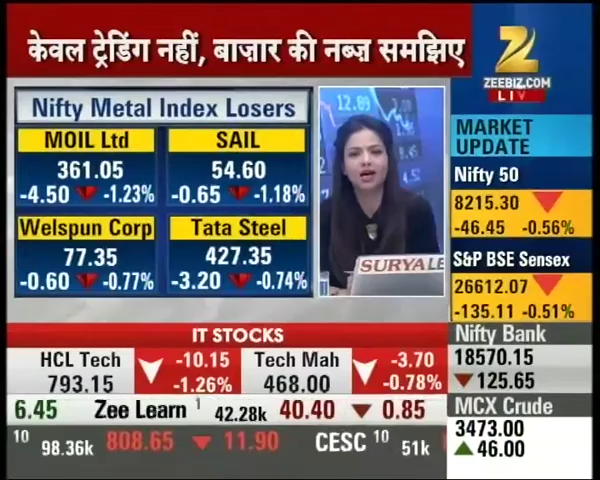 केवल ट्रेडिंग नहीं, बाज़ार की नब्ज़ समझिए
ZEEBIZ.COM
LIV
Nifty Metal Index Losers
MOIL Ltd
361.05
-4.50 -1.23%
SAIL
54.60
-0.65 -1.18%
Welspun Corp
77.35
-0.60 -0.77%
Tata Steel
427.35
-3.20 -0.74%
12.89
SURYA LE
MARKET
UPDATE
Nifty 50
8215.30
-46.45 -0.56%
S&P BSE Sensex
26612.07
-135.11 -0.51%
Nifty Bank
18570.15
125.65
MCX Crude
3473.00
46.00
IT STOCKS
HCL Tech -10.15
793.15 -1.26%
Tech Mah -3.70
468.00 -0.78%
6.45 Zee Learn 1 42.28k 40.40 0.85
10 98.36k 808.65 11.90 CESC 10 51k